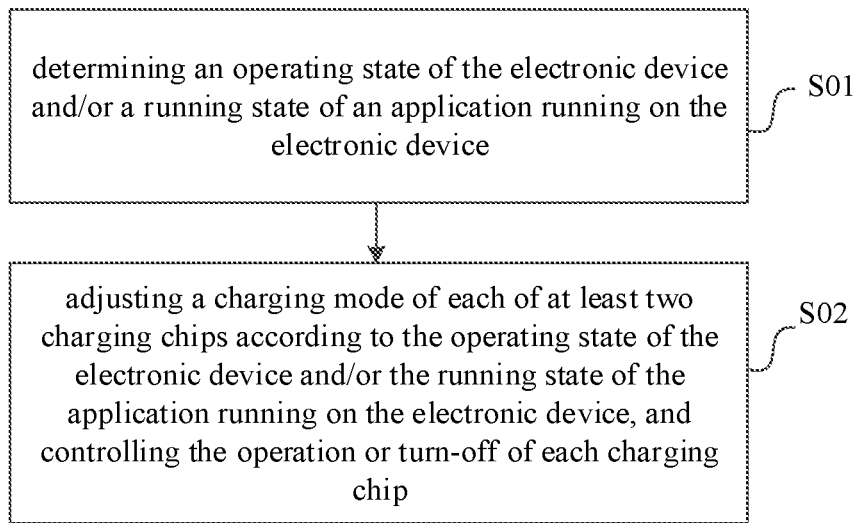 determining an operating state of the electronic device
and/or a running state of an application running on the
electronic device
S01
adjusting a charging mode of each of at least two
charging chips according to the operating state of the
electronic device and/or the running state of the
application running on the electronic device, and
controlling the operation or turn-off of each charging
chip
S02